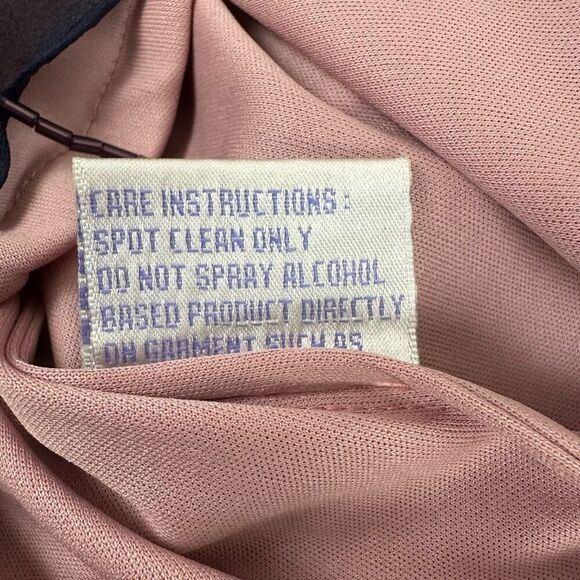 CARE INSTRUCTIONS:
SPOT CLEAN ONLY
DO NOT SPRAY ALCOHOL
BASED PRODUCT DIRECTLY
ON GARMENT SUCH AS